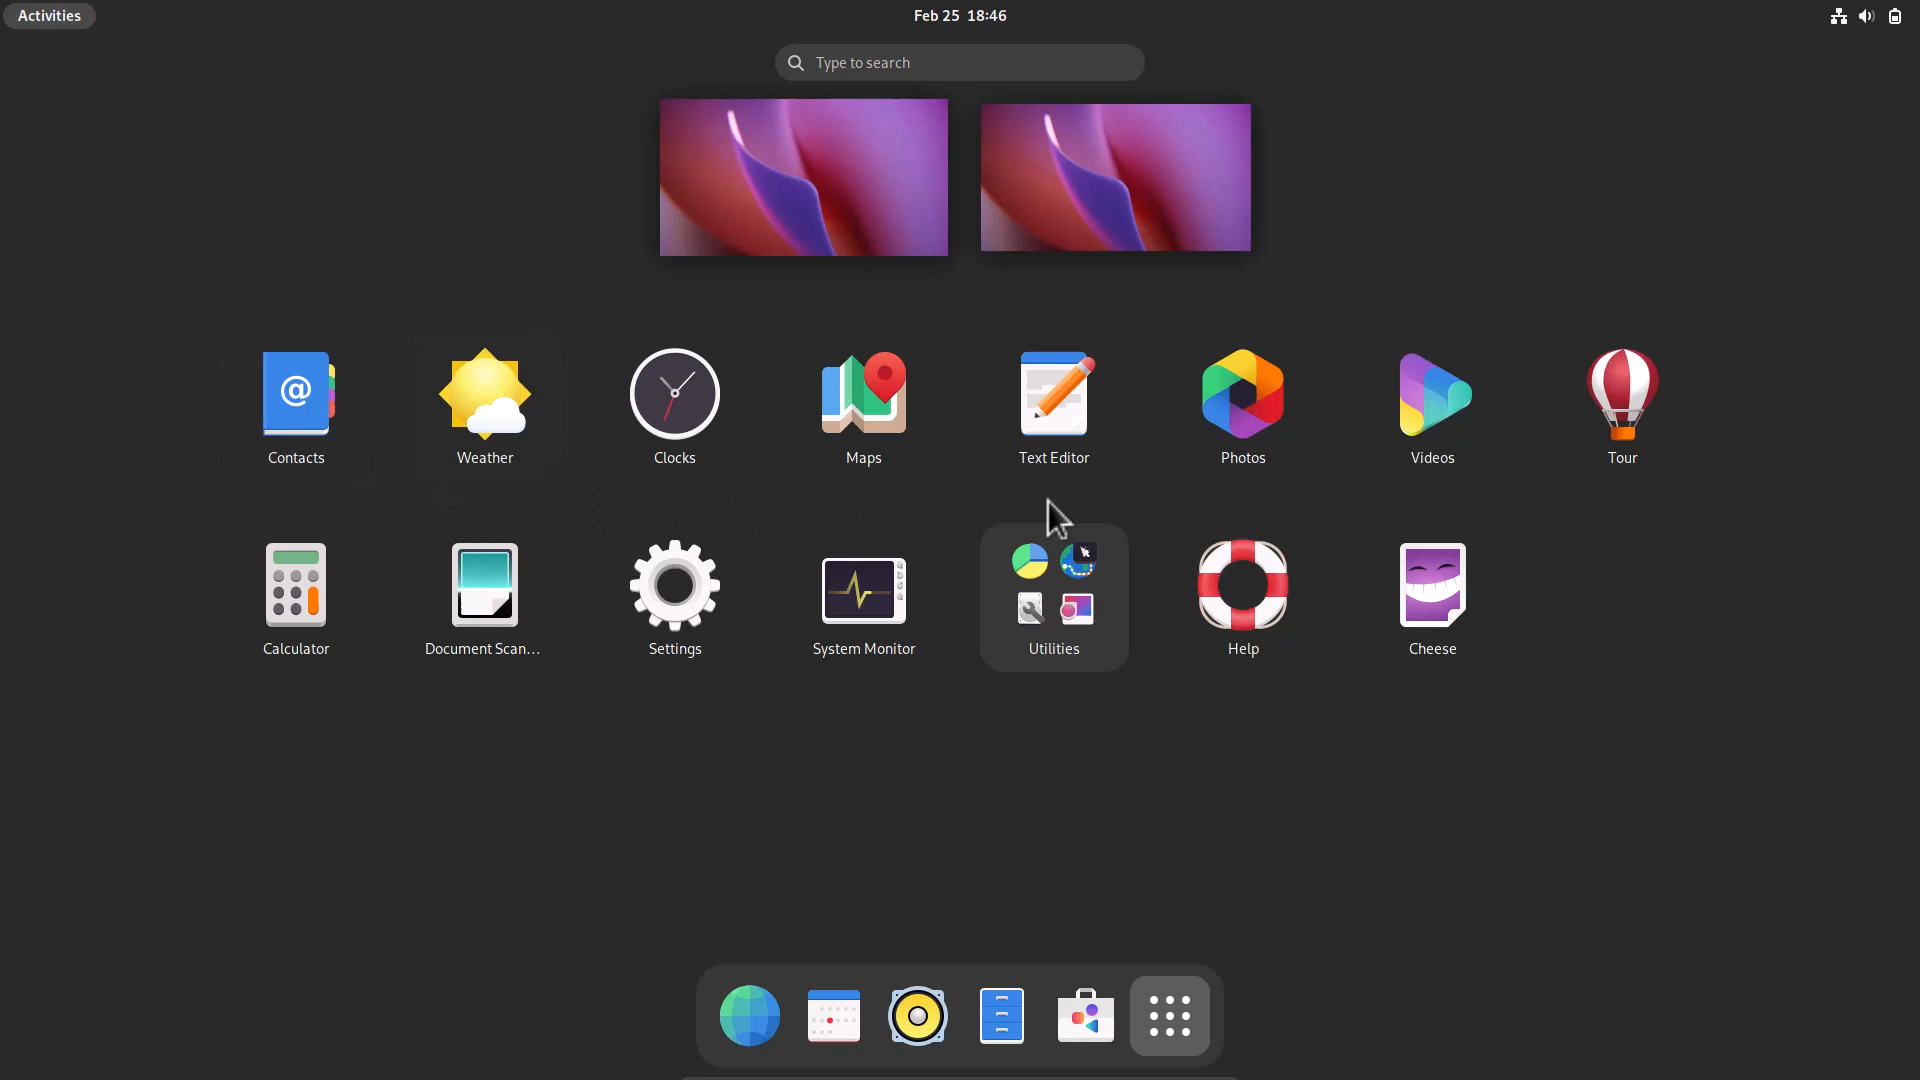 Activities
Feb 25 18:46
Type to search
Contacts
Weather
Clocks
Maps
Text Editor
Photos
Videos
Tour
Calculator
Document Scan…
Settings
System Monitor
Utilities
Help
Cheese